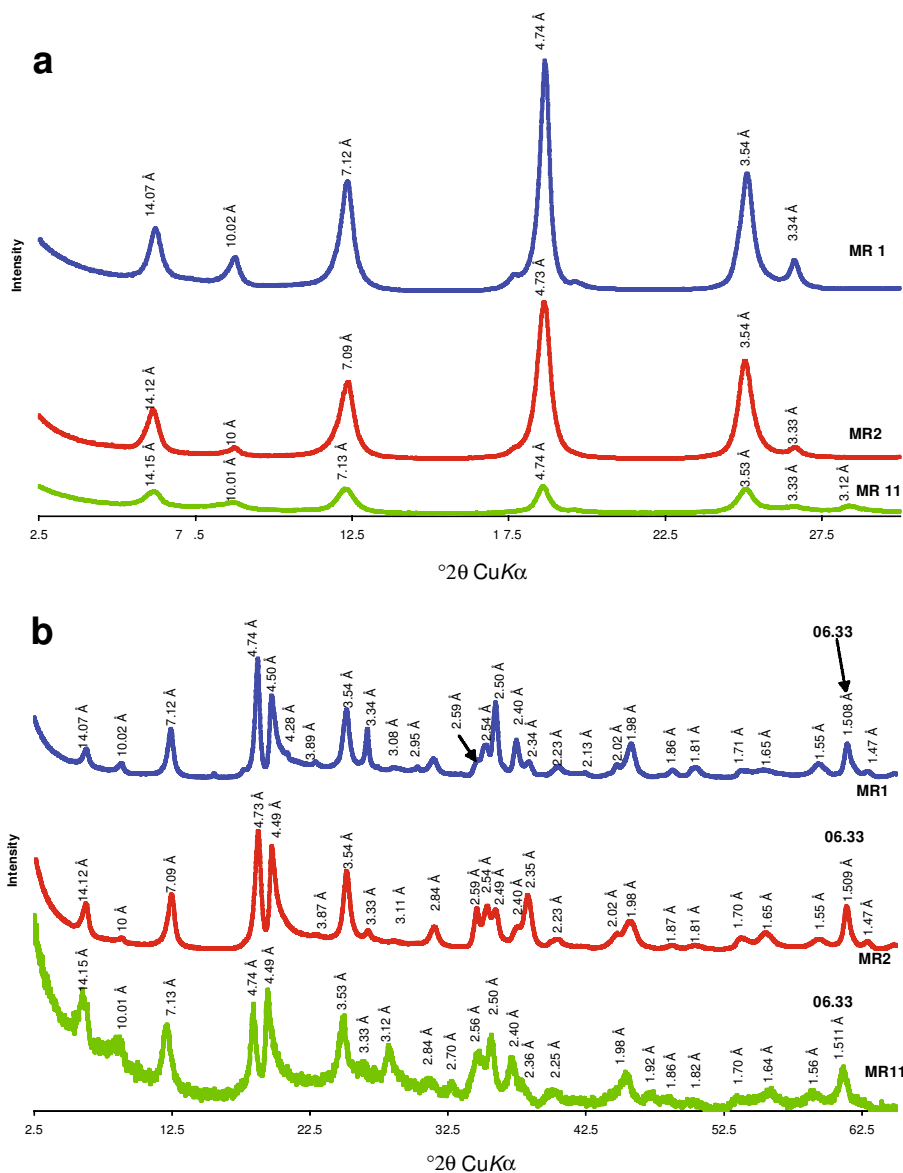 a
Intensity
14.07 Å
10.02 Å
7.12 Å
4.74 Å
3.54 Å
3.34 Å
MR 1
14.12 Å
10 Å
7.09 Å
4.73 Å
3.54 Å
3.33 Å
MR2
14.15 Å
10.01 Å
7.13 Å
4.74 Å
3.53 Å
3.33 Å
3.12 Å
MR 11
2.5 7 .5 12.5 1 7.5 22.5 27.5
°2θ CuKα
b
Intensity
14.07 Å
10.02 Å
7.12 Å
4.74 Å
4.50 Å
4.28 Å
3.89 Å
3.54 Å
3.34 Å
3.08 Å
2.95 Å
2.59 Å
2.54 Å
2.50 Å
2.40 Å
2.34 Å
2.23 Å
2.13 Å
2.02 Å
1.98 Å
1.86 Å
1.81 Å
1.71 Å
1.65 Å
1.55 Å
06.33
1.508 Å
1.47 Å
MR1
14.12 Å
10 Å
7.09 Å
4.73 Å
4.49 Å
3.87 Å
3.54 Å
3.33 Å
3.11 Å
2.84 Å
2.59 Å
2.54 Å
2.49 Å
2.40 Å
2.35 Å
2.23 Å
2.02 Å
1.98 Å
1.87 Å
1.81 Å
1.70 Å
1.65 Å
1.55 Å
06.33
1.509 Å
1.47 Å
MR2
14.15 Å
10.01 Å
7.13 Å
4.74 Å
4.49 Å
3.53 Å
3.33 Å
3.12 Å
2.84 Å
2.70 Å
2.56 Å
2.50 Å
2.40 Å
2.36 Å
2.25 Å
1.98 Å
1.92 Å
1.86 Å
1.82 Å
1.70 Å
1.64 Å
1.56 Å
06.33
1.511 Å
MR11
2.5 12.5 22.5 32.5 42.5 52.5 62.5
°2θ CuKα